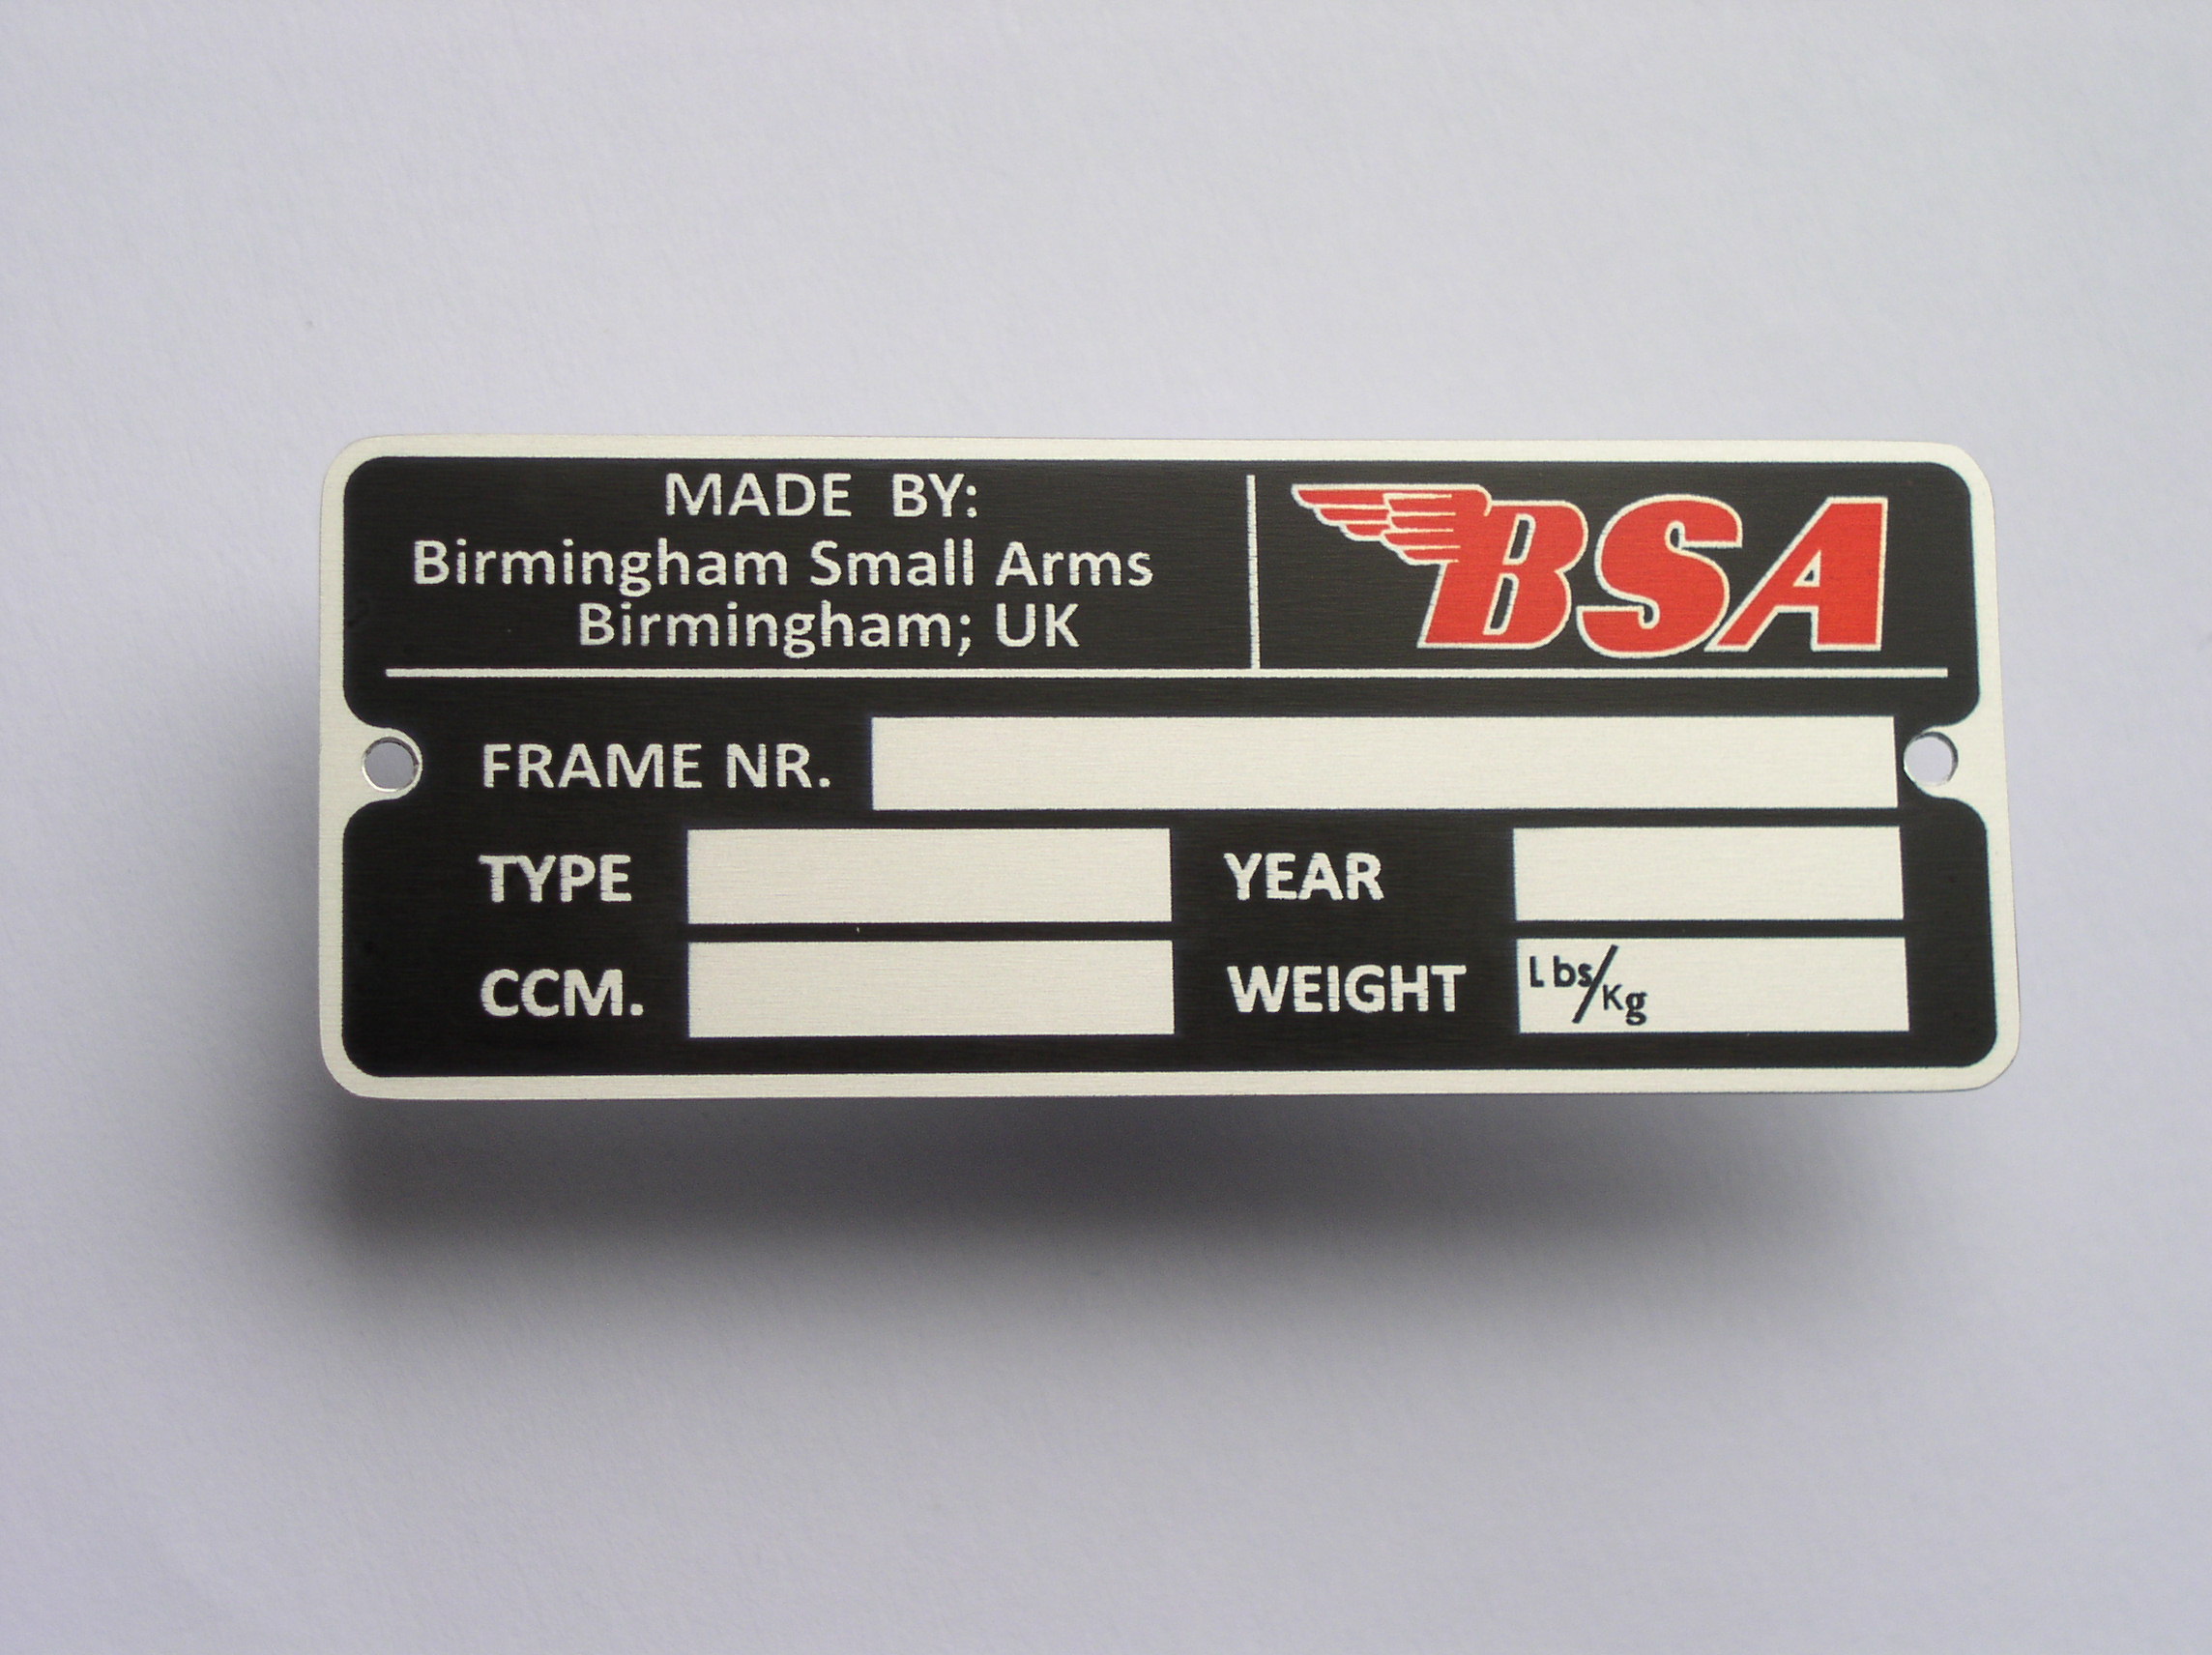 MADE BY:
Birmingham Small Arms
Birmingham; UK
BSA
FRAME NR.
TYPE
YEAR
CCM.
WEIGHT
Lbs/Kg